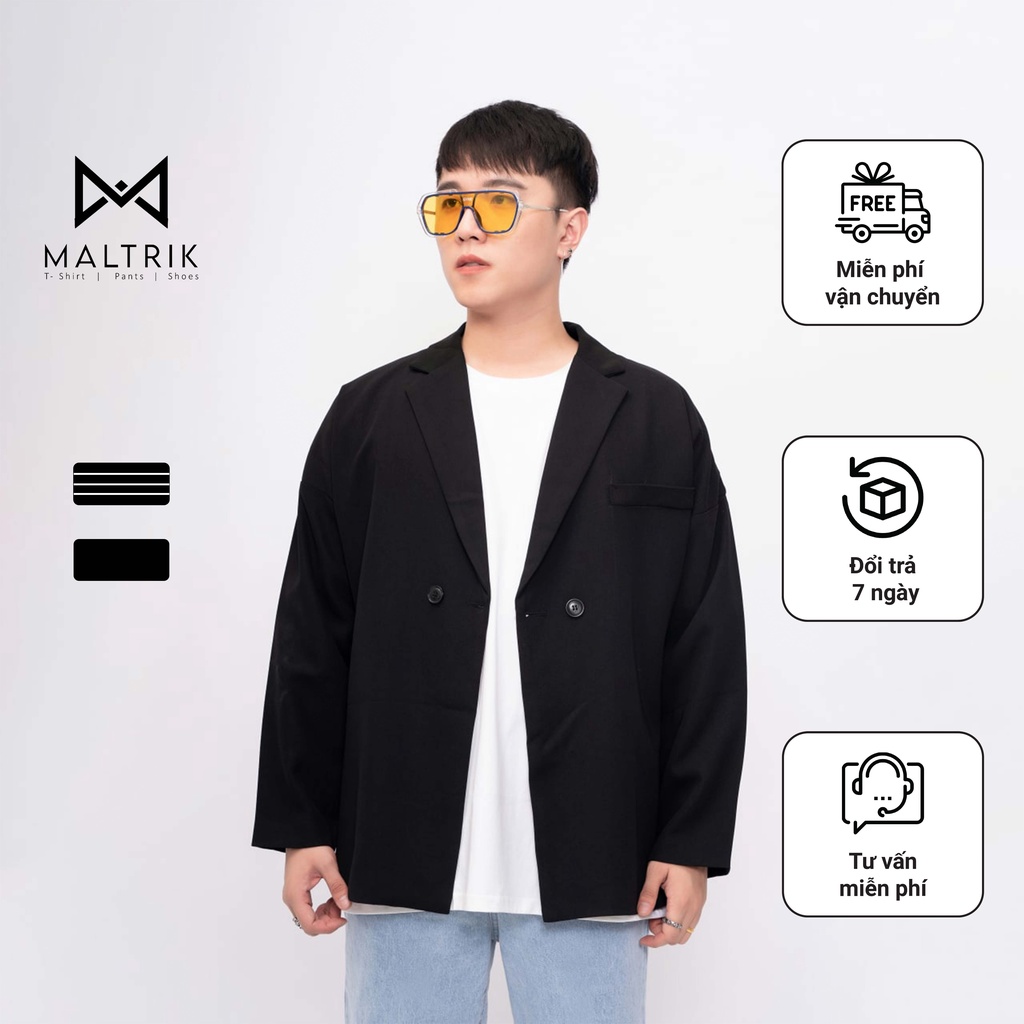 MALTRIK
T- Shirt | Pants | Shoes
FREE
Miễn phí
vận chuyển
Đổi trả
7 ngày
Tư vấn
miễn phí